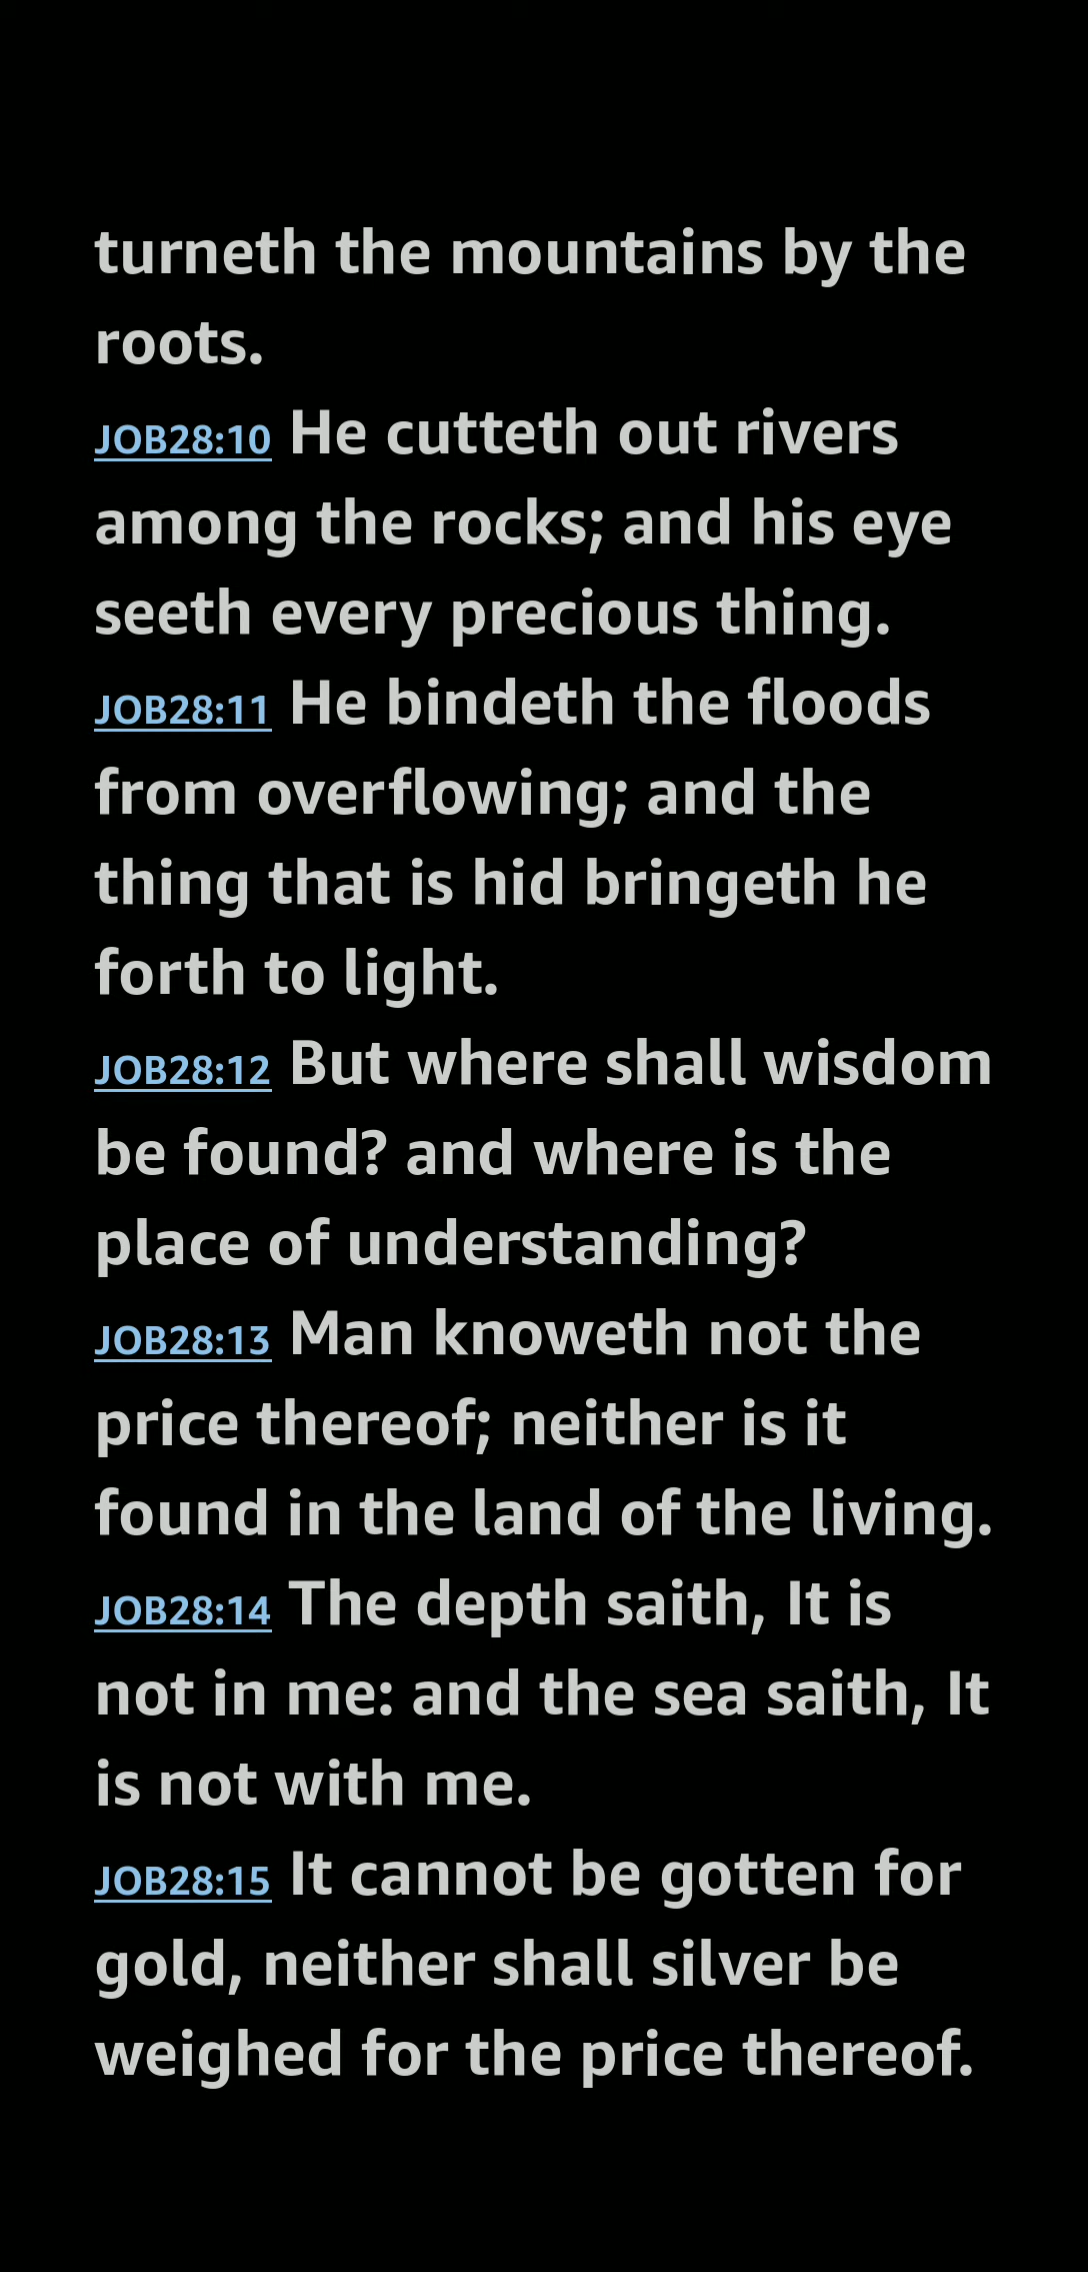 turneth the mountains by the
roots.
JOB28:10 He cutteth out rivers
among the rocks; and his eye
seeth every precious thing.
JOB28:11 He bindeth the floods
from overflowing; and the
thing that is hid bringeth he
forth to light.
JOB28:12 But where shall wisdom
be found? and where is the
place of understanding?
JOB28:13 Man knoweth not the
price thereof; neither is it
found in the land of the living.
JOB28:14 The depth saith, It is
not in me: and the sea saith, It
is not with me.
JOB28:15 It cannot be gotten for
gold, neither shall silver be
weighed for the price thereof.